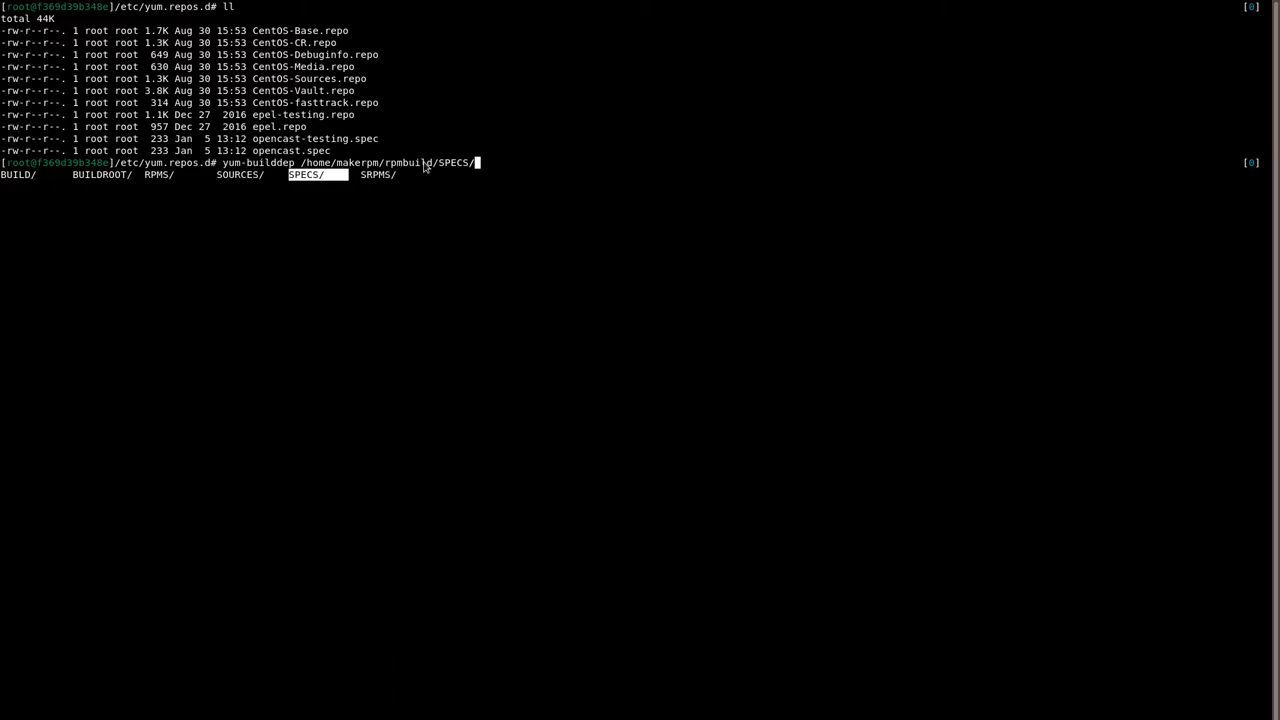 [root@f369d39b348e]/etc/yum.repos.d# ll [0]
total 44K
-rw-r--r--. 1 root root 1.7K Aug 30 15:53 CentOS-Base.repo
-rw-r--r--. 1 root root 1.3K Aug 30 15:53 CentOS-CR.repo
-rw-r--r--. 1 root root  649 Aug 30 15:53 CentOS-Debuginfo.repo
-rw-r--r--. 1 root root  630 Aug 30 15:53 CentOS-Media.repo
-rw-r--r--. 1 root root 1.3K Aug 30 15:53 CentOS-Sources.repo
-rw-r--r--. 1 root root 3.8K Aug 30 15:53 CentOS-Vault.repo
-rw-r--r--. 1 root root  314 Aug 30 15:53 CentOS-fasttrack.repo
-rw-r--r--. 1 root root 1.1K Dec 27  2016 epel-testing.repo
-rw-r--r--. 1 root root  957 Dec 27  2016 epel.repo
-rw-r--r--. 1 root root  233 Jan  5 13:12 opencast-testing.spec
-rw-r--r--. 1 root root  233 Jan  5 13:12 opencast.spec
[root@f369d39b348e]/etc/yum.repos.d# yum-builddep /home/makerpm/rpmbuild/SPECS/ [0]
BUILD/ BUILDROOT/ RPMS/ SOURCES/ SPECS/ SRPMS/